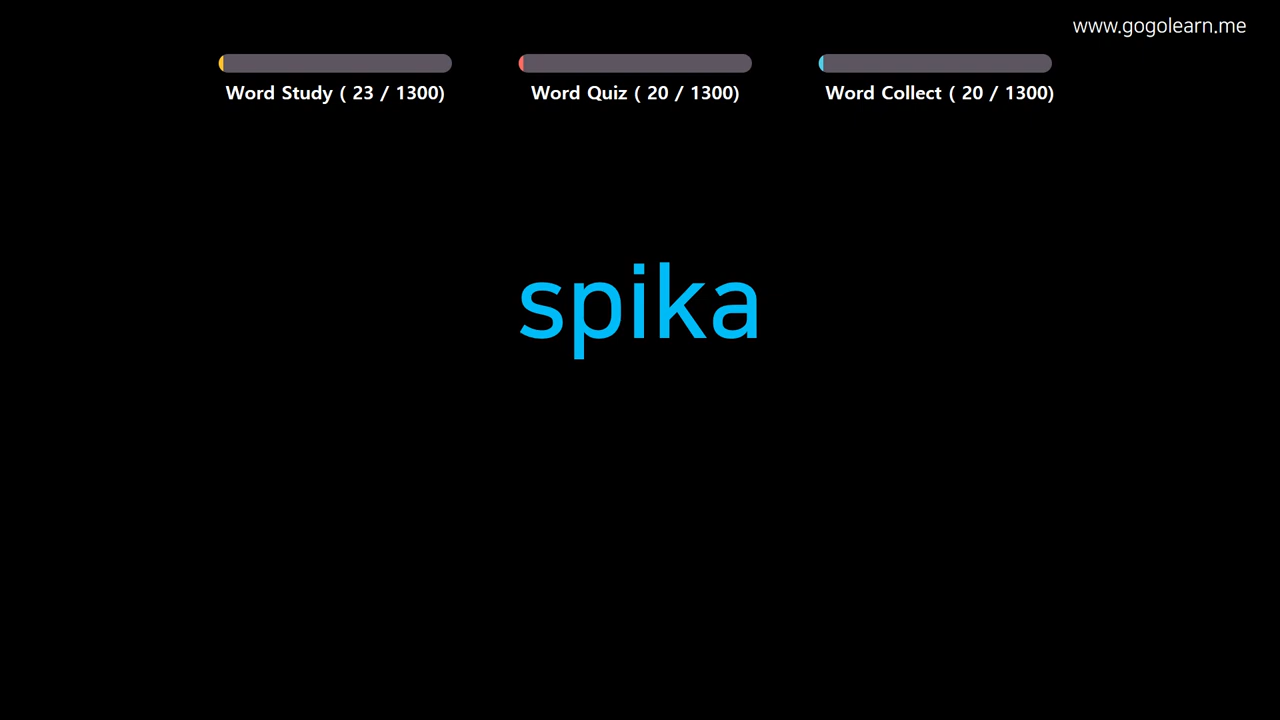 www.gogolearn.me
Word Study ( 23 / 1300)
Word Quiz ( 20 / 1300)
Word Collect ( 20 / 1300)
spika